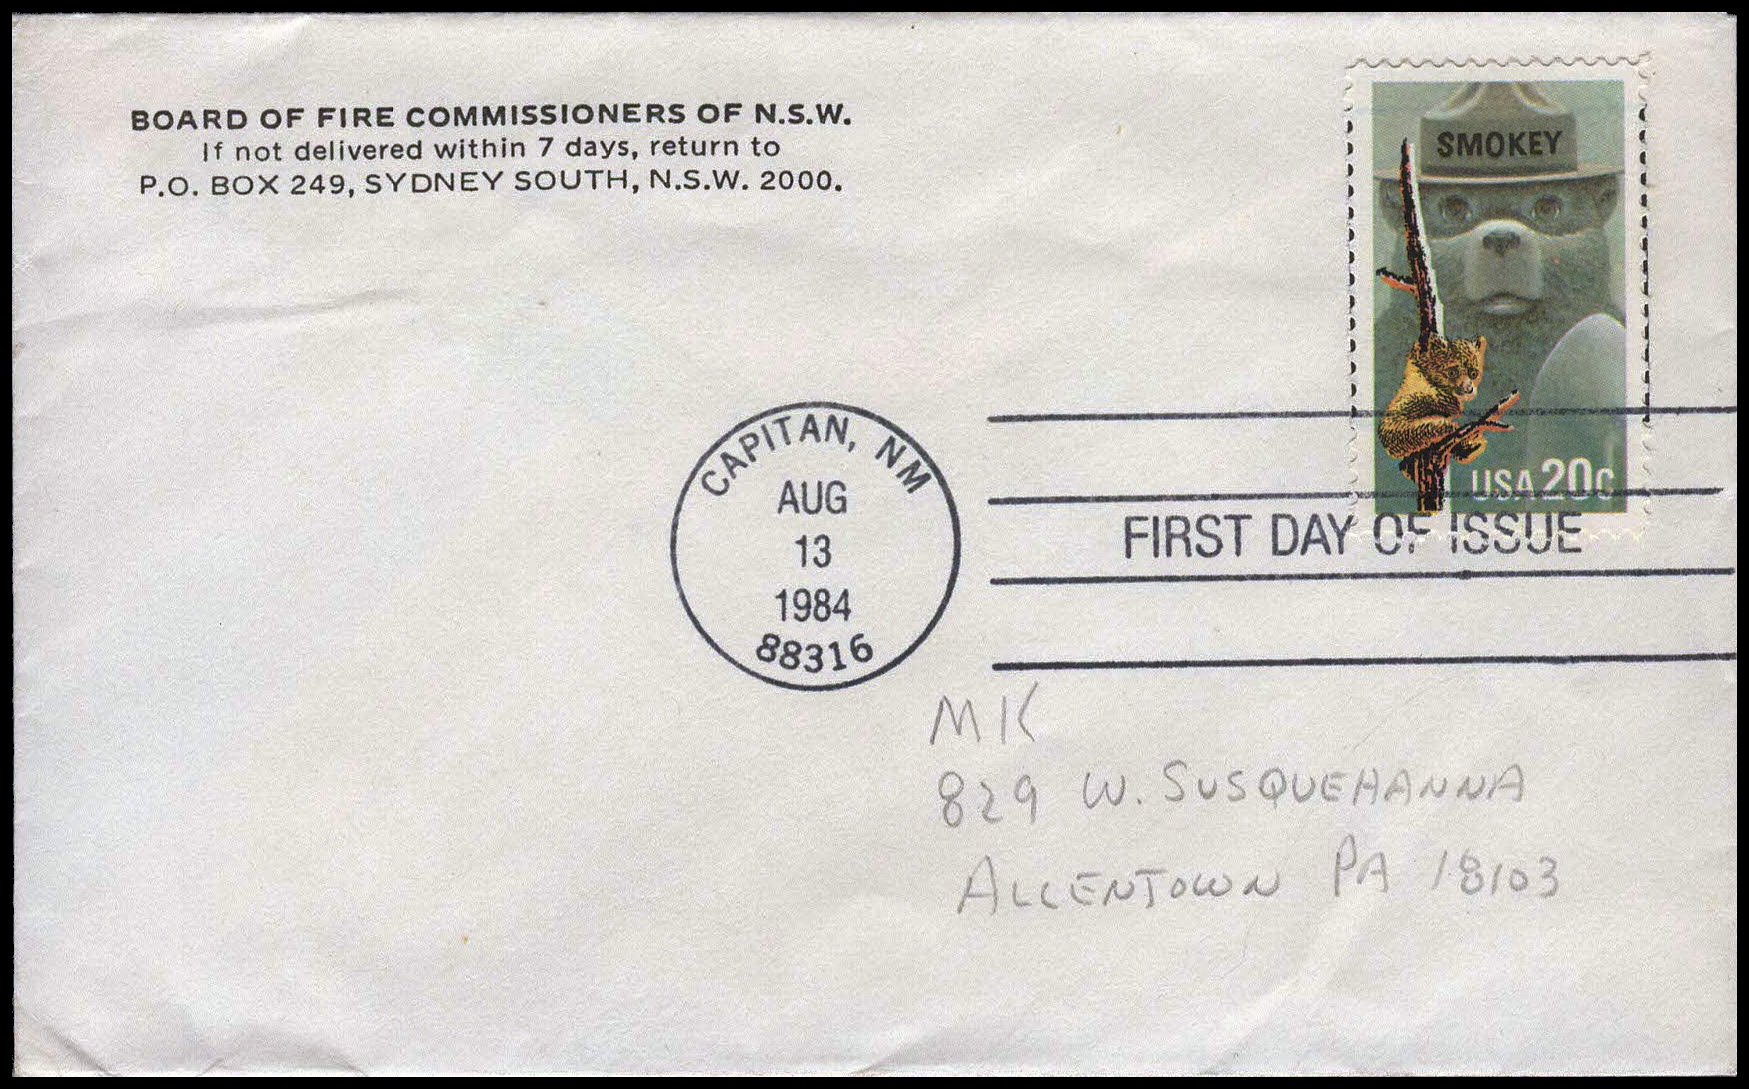 BOARD OF FIRE COMMISSIONERS OF N.S.W.
If not delivered within 7 days, return to
P.O. BOX 249, SYDNEY SOUTH, N.S.W. 2000.
SMOKEY
USA 20c
CAPITAN, NM
AUG
13
1984
88316
FIRST DAY OF ISSUE
MK
829 W. SUSQUEHANNA
ALLENTOWN PA 18103